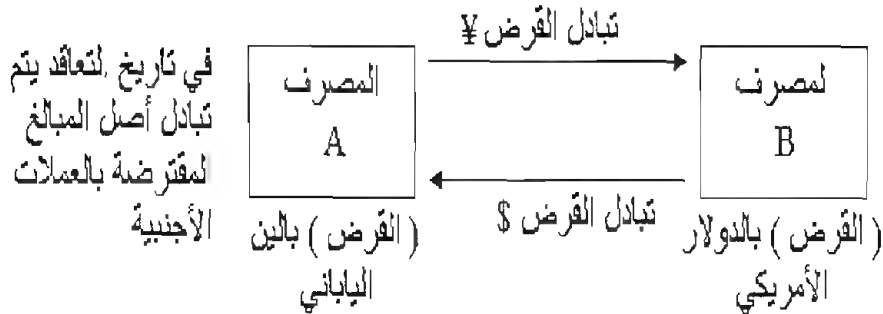 في تاريخ لتعاقد يتم
تبادل أصل المبالغ
لمقترضة بالعملات
الأجنبية
المصرف
A
تبادل القرض ¥
تبادل القرض $
لمصرف
B
( القرض ) بالين
الياباني
( القرض ) بالدولار
الأمريكي